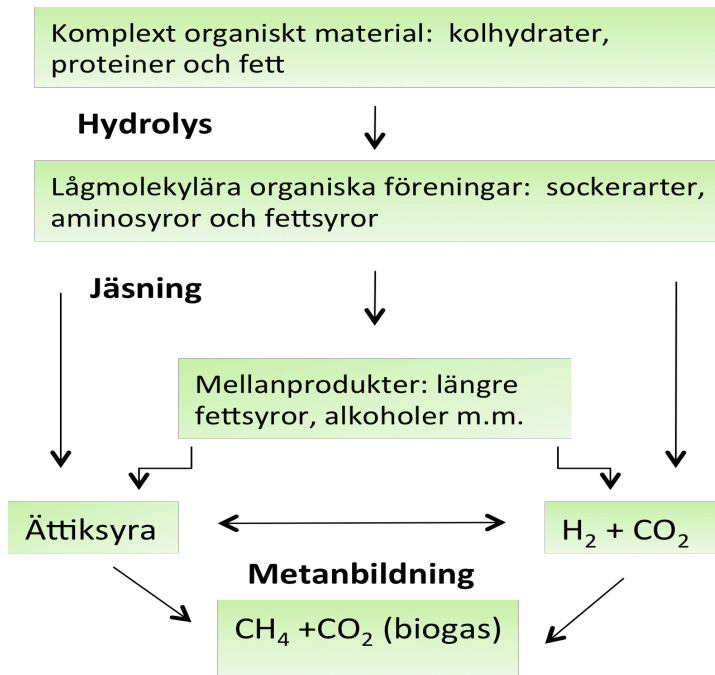 Komplext organiskt material:  kolhydrater,
proteiner och fett
Hydrolys
Lågmolekylära organiska föreningar:  sockerarter,
aminosyror och fettsyror
Jäsning
Mellanprodukter: längre
fettsyror, alkoholer m.m.
Ättiksyra
H₂ + CO₂
Metanbildning
CH₄ +CO₂ (biogas)